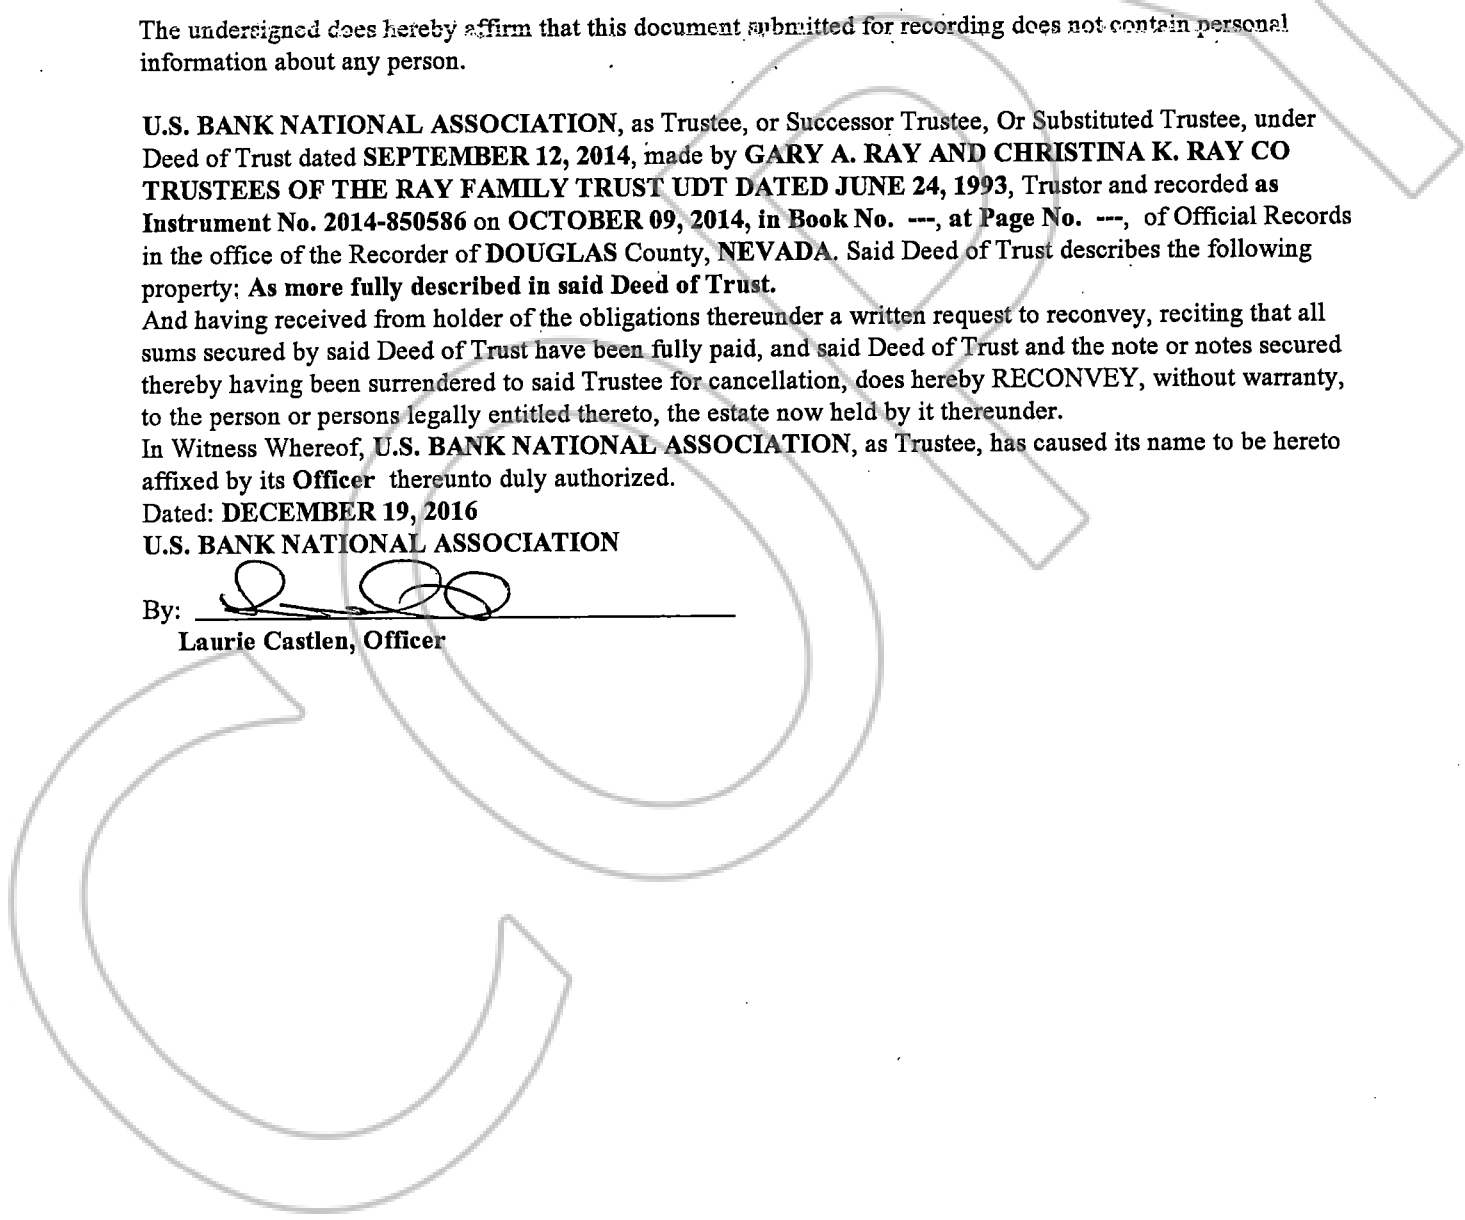 The undersigned does hereby affirm that this document submitted for recording does not contain personal
information about any person.
U.S. BANK NATIONAL ASSOCIATION, as Trustee, or Successor Trustee, Or Substituted Trustee, under
Deed of Trust dated SEPTEMBER 12, 2014, made by GARY A. RAY AND CHRISTINA K. RAY CO
TRUSTEES OF THE RAY FAMILY TRUST UDT DATED JUNE 24, 1993, Trustor and recorded as
Instrument No. 2014-850586 on OCTOBER 09, 2014, in Book No. ---, at Page No. ---, of Official Records
in the office of the Recorder of DOUGLAS County, NEVADA. Said Deed of Trust describes the following
property: As more fully described in said Deed of Trust.
And having received from holder of the obligations thereunder a written request to reconvey, reciting that all
sums secured by said Deed of Trust have been fully paid, and said Deed of Trust and the note or notes secured
thereby having been surrendered to said Trustee for cancellation, does hereby RECONVEY, without warranty,
to the person or persons legally entitled thereto, the estate now held by it thereunder.
In Witness Whereof, U.S. BANK NATIONAL ASSOCIATION, as Trustee, has caused its name to be hereto
affixed by its Officer thereunto duly authorized.
Dated: DECEMBER 19, 2016
U.S. BANK NATIONAL ASSOCIATION
By:
Laurie Castlen, Officer
COPY